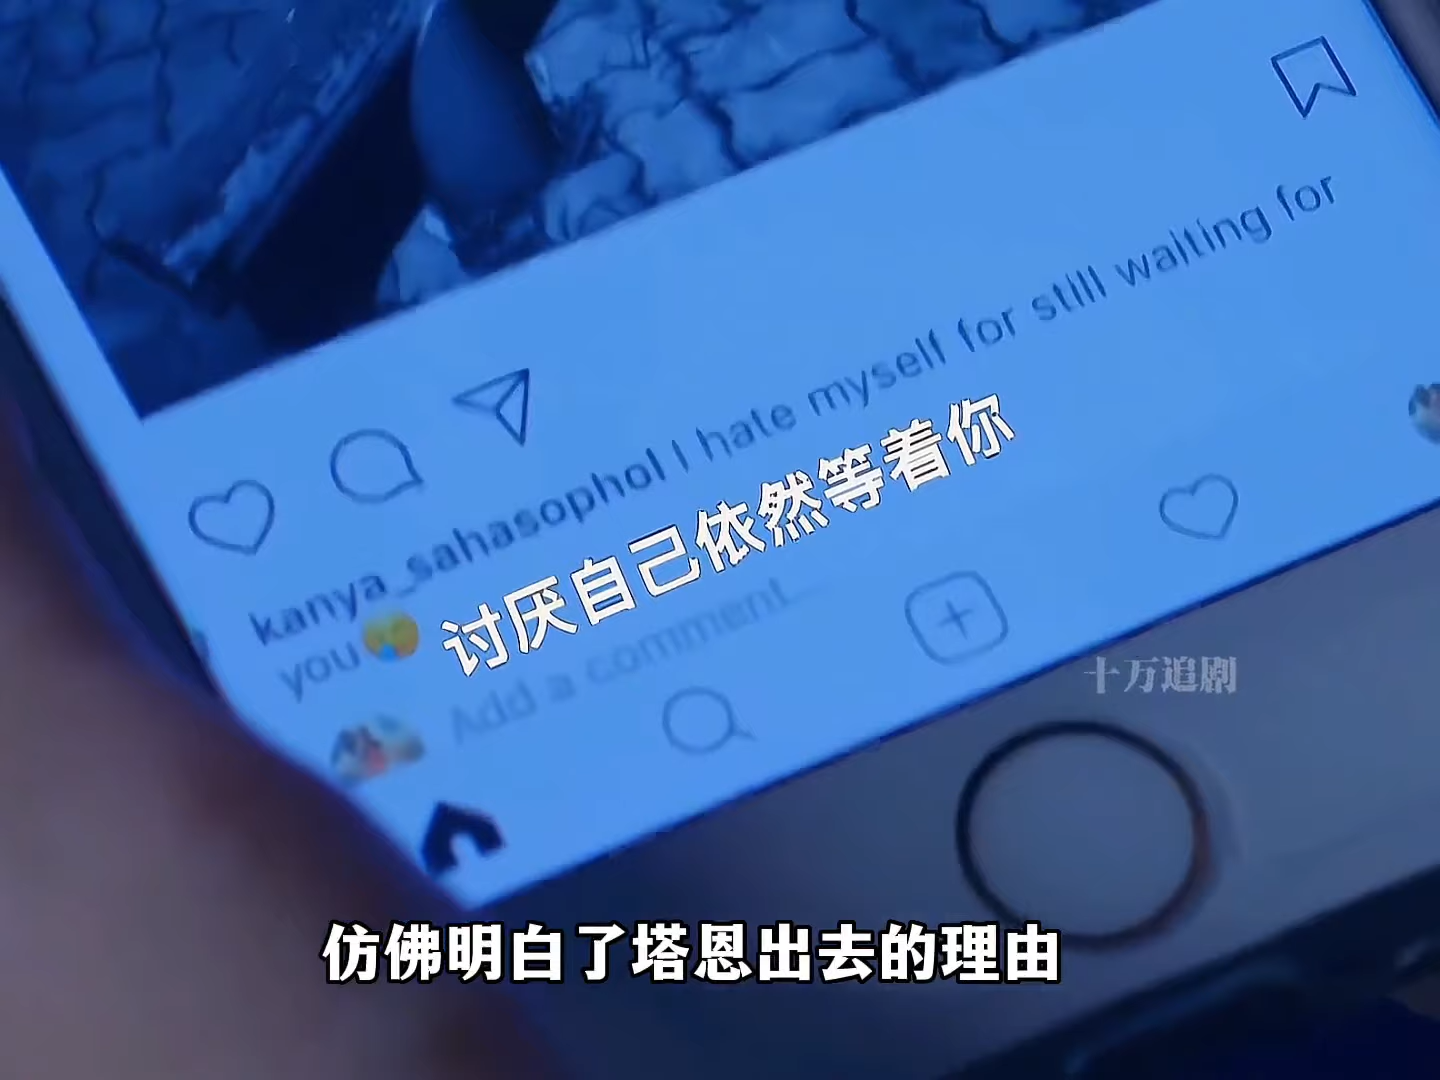 kanya_sahasophol I hate myself for still waiting for
you😢
讨厌自己依然等着你
Add a comment...
十万追剧
仿佛明白了塔恩出去的理由